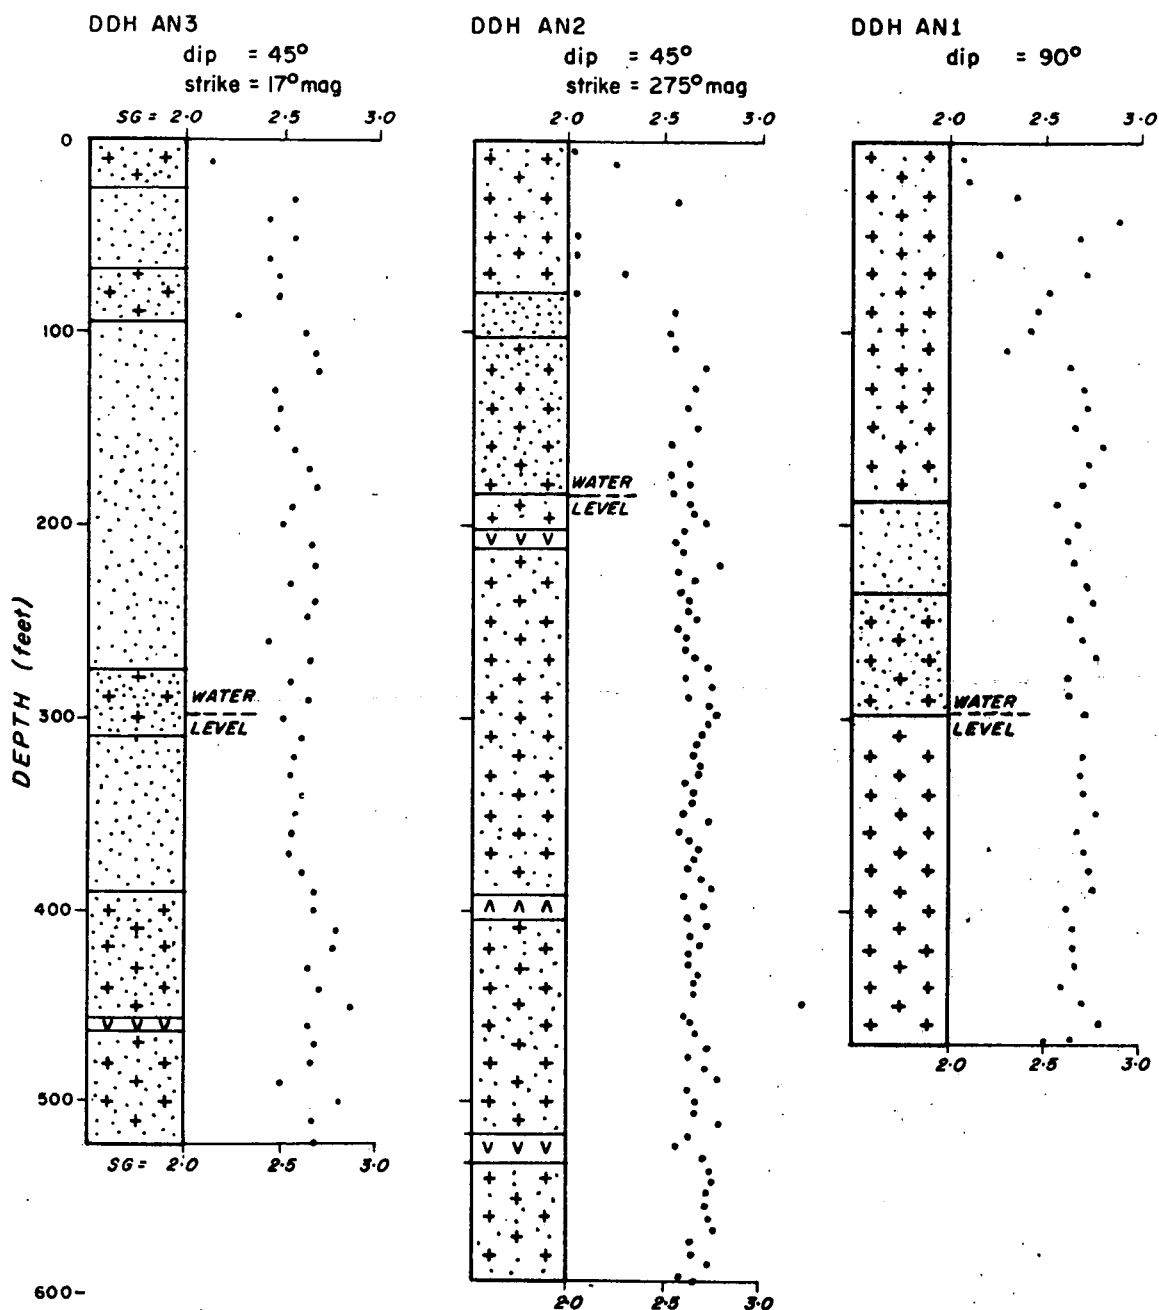 DDH AN3
dip = 45°
strike = 17° mag
DDH AN2
dip = 45°
strike = 275° mag
DDH AN1
dip = 90°
SG = 2.0 2.5 3.0
2.0 2.5 3.0
2.0 2.5 3.0
DEPTH (feet)
0
100
200
300
400
500
600
WATER
LEVEL
WATER
LEVEL
WATER
LEVEL
SG = 2.0 2.5 3.0
2.0 2.5 3.0
2.0 2.5 3.0